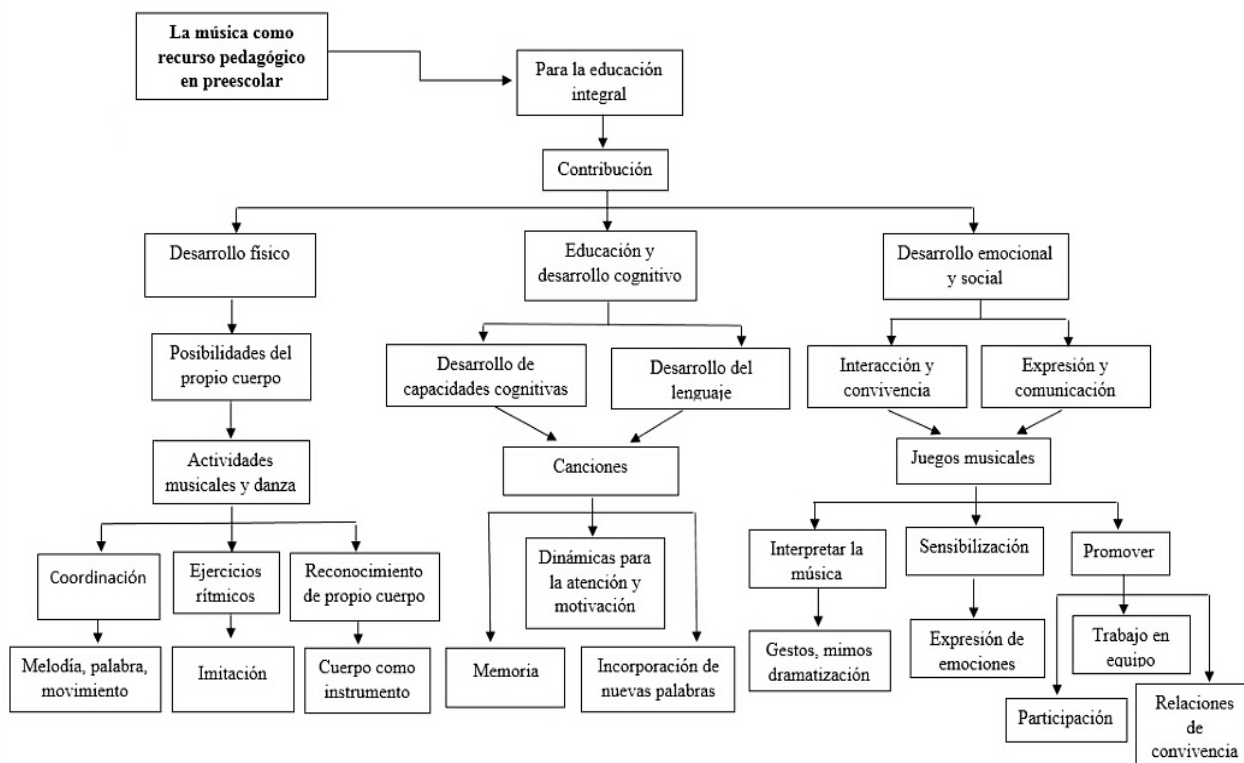 La música como
recurso pedagógico
en preescolar
Para la educación
integral
Contribución
Desarrollo físico
Educación y
desarrollo cognitivo
Desarrollo emocional
y social
Posibilidades del
propio cuerpo
Desarrollo de
capacidades cognitivas
Desarrollo del
lenguaje
Interacción y
convivencia
Expresión y
comunicación
Actividades
musicales y danza
Canciones
Juegos musicales
Coordinación
Ejercicios
rítmicos
Reconocimiento
de propio cuerpo
Dinámicas para
la atención y
motivación
Interpretar la
música
Sensibilización
Promover
Melodía, palabra,
movimiento
Imitación
Cuerpo como
instrumento
Memoria
Incorporación de
nuevas palabras
Gestos, mimos
dramatización
Expresión de
emociones
Trabajo en
equipo
Participación
Relaciones
de
convivencia